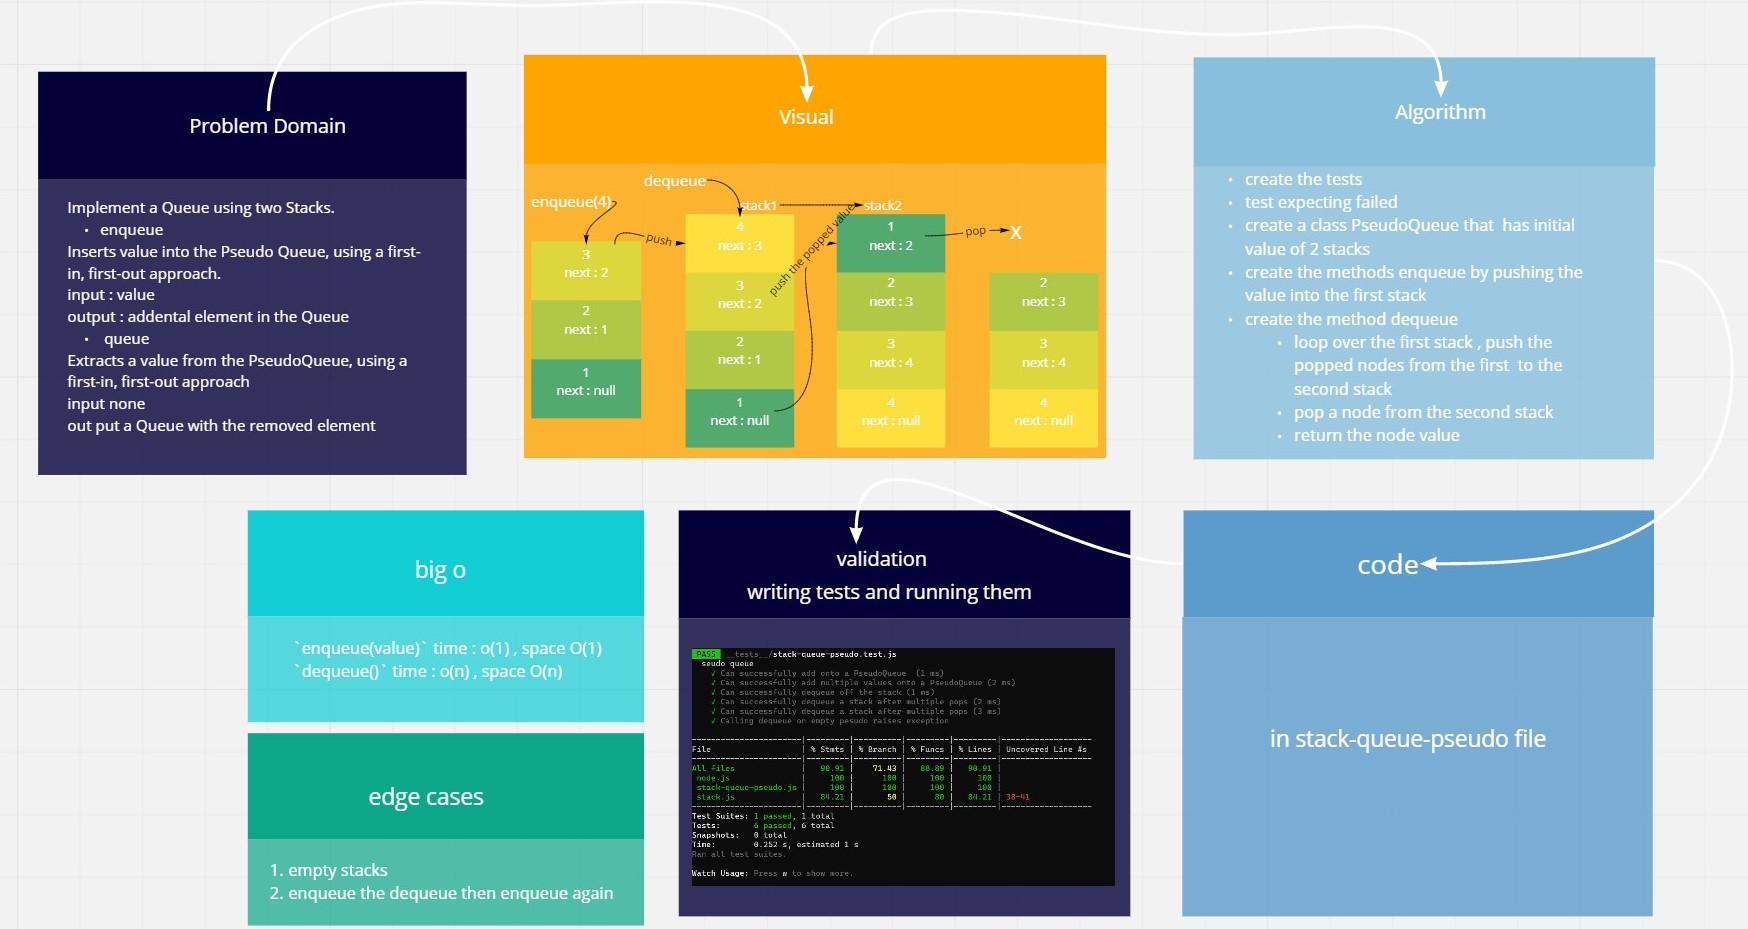 Problem Domain
Implement a Queue using two Stacks.
• enqueue
Inserts value into the Pseudo Queue, using a first-
in, first-out approach.
input : value
output : addental element in the Queue
• queue
Extracts a value from the PseudoQueue, using a
first-in, first-out approach
input none
out put a Queue with the removed element
Visual
enqueue(4)
dequeue
stack1
stack2
push
push the popped value
pop
X
3
next : 2
2
next : 1
1
next : null
4
next : 3
3
next : 2
2
next : 1
1
next : null
1
next : 2
2
next : 3
3
next : 4
4
next : null
2
next : 3
3
next : 4
4
next : null
Algorithm
• create the tests
• test expecting failed
• create a class PseudoQueue that has initial
value of 2 stacks
• create the methods enqueue by pushing the
value into the first stack
• create the method dequeue
• loop over the first stack , push the
popped nodes from the first to the
second stack
• pop a node from the second stack
• return the node value
big o
`enqueue(value)` time : o(1) , space O(1)
`dequeue()` time : o(n) , space O(n)
edge cases
1. empty stacks
2. enqueue the dequeue then enqueue again
validation
writing tests and running them
PASS __tests__/stack-queue-pseudo.test.js
seudo queue
√ Can successfully add onto a PseudoQueue (1 ms)
√ Can successfully add multiple values onto a PseudoQueue (2 ms)
√ Can successfully dequeue off the stack (1 ms)
√ Can successfully dequeue a stack after multiple pops (2 ms)
√ Can successfully dequeue a stack after multiple pops (3 ms)
√ Calling dequeue on empty pesudo raises exception
File | % Stmts | % Branch | % Funcs | % Lines | Uncovered Line #s
All files | 90.91 | 71.43 | 88.89 | 90.91 |
node.js | 100 | 100 | 100 | 100 |
stack-queue-pseudo.js | 100 | 100 | 100 | 100 |
stack.js | 84.21 | 50 | 80 | 84.21 | 38-41
Test Suites: 1 passed, 1 total
Tests: 6 passed, 6 total
Snapshots: 0 total
Time: 0.252 s, estimated 1 s
Ran all test suites.
Watch Usage: Press w to show more.
code
in stack-queue-pseudo file